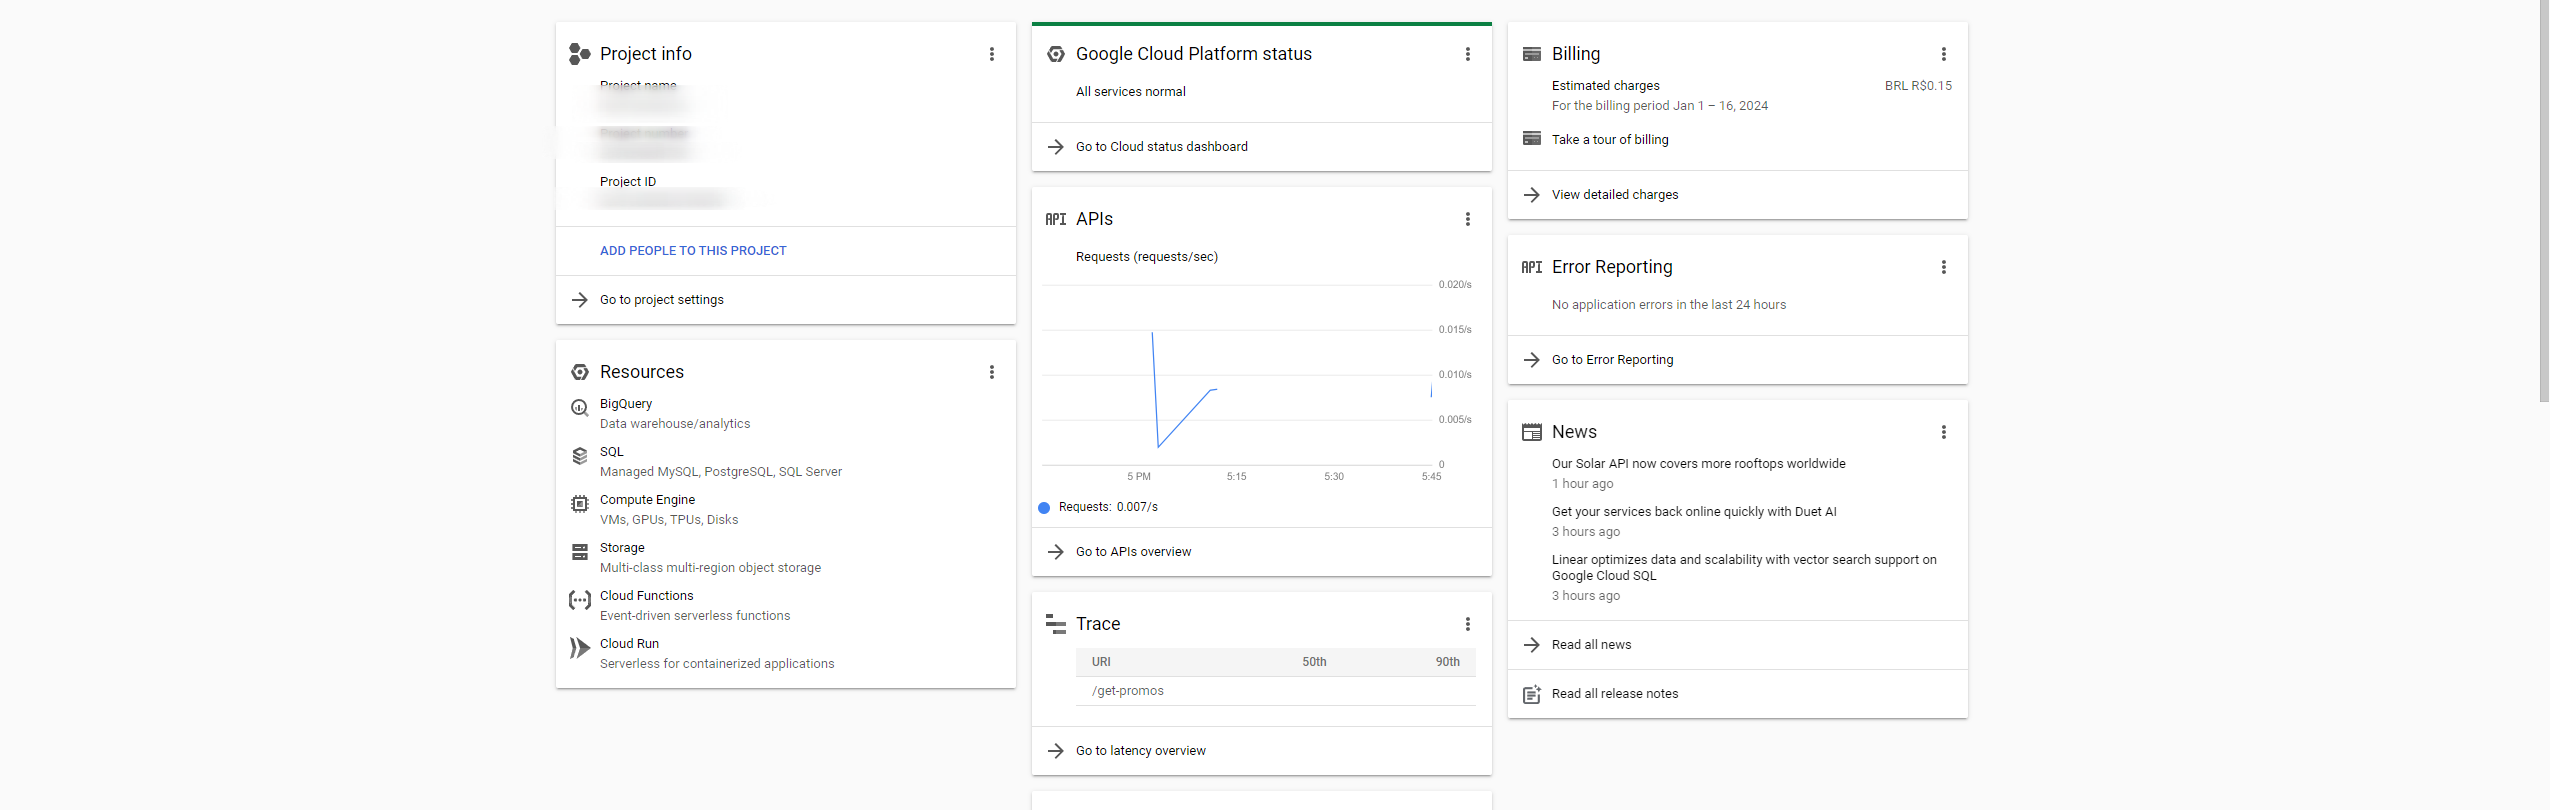 Project info
Project name
Project number
Project ID
ADD PEOPLE TO THIS PROJECT
Go to project settings
Resources
BigQuery
Data warehouse/analytics
SQL
Managed MySQL, PostgreSQL, SQL Server
Compute Engine
VMs, GPUs, TPUs, Disks
Storage
Multi-class multi-region object storage
Cloud Functions
Event-driven serverless functions
Cloud Run
Serverless for containerized applications
Google Cloud Platform status
All services normal
Go to Cloud status dashboard
API APIs
Requests (requests/sec)
0.020/s
0.015/s
0.010/s
0.005/s
0
5 PM 5:15 5:30 5:45
Requests: 0.007/s
Go to APIs overview
Trace
URI 50th 90th
/get-promos
Go to latency overview
Billing
Estimated charges BRL R$0.15
For the billing period Jan 1 – 16, 2024
Take a tour of billing
View detailed charges
API Error Reporting
No application errors in the last 24 hours
Go to Error Reporting
News
Our Solar API now covers more rooftops worldwide
1 hour ago
Get your services back online quickly with Duet AI
3 hours ago
Linear optimizes data and scalability with vector search support on
Google Cloud SQL
3 hours ago
Read all news
Read all release notes